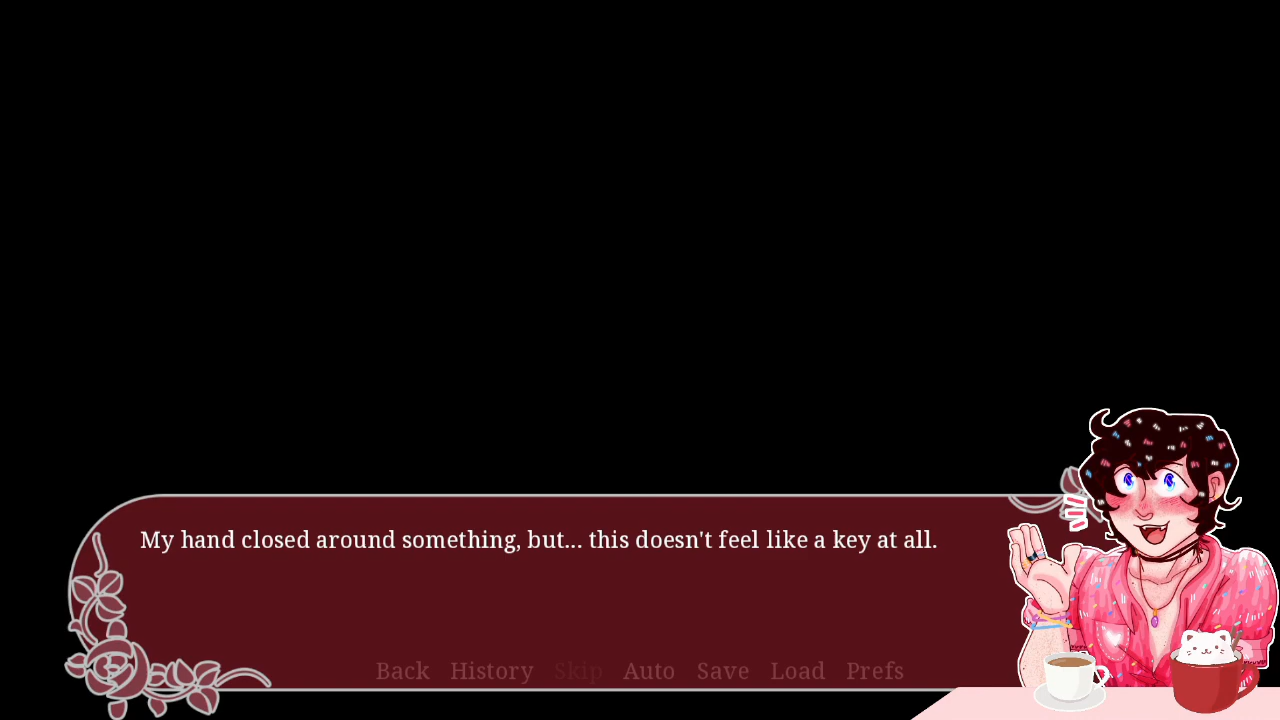 My hand closed around something, but... this doesn't feel like a key at all.
Back History Skip Auto Save Load Prefs